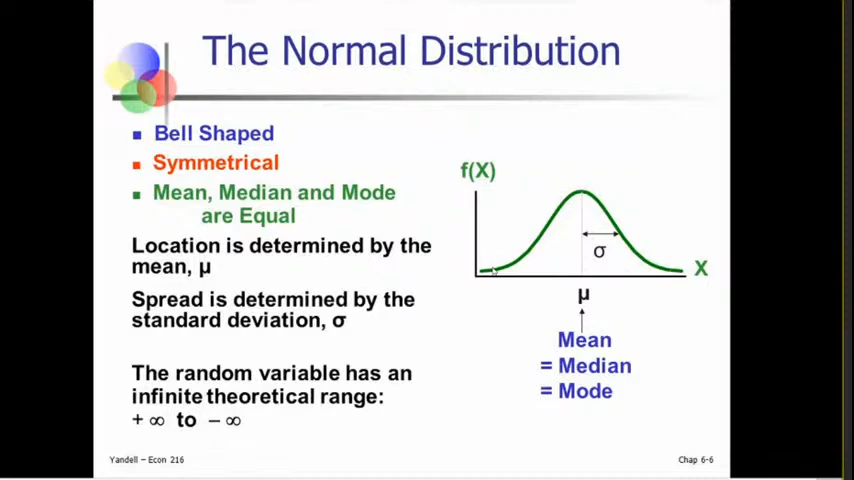 The Normal Distribution
Bell Shaped
Symmetrical
Mean, Median and Mode
are Equal
Location is determined by the
mean, μ
Spread is determined by the
standard deviation, σ
The random variable has an
infinite theoretical range:
+ ∞ to − ∞
f(X)
σ
X
μ
Mean
= Median
= Mode
Yandell – Econ 216
Chap 6-6